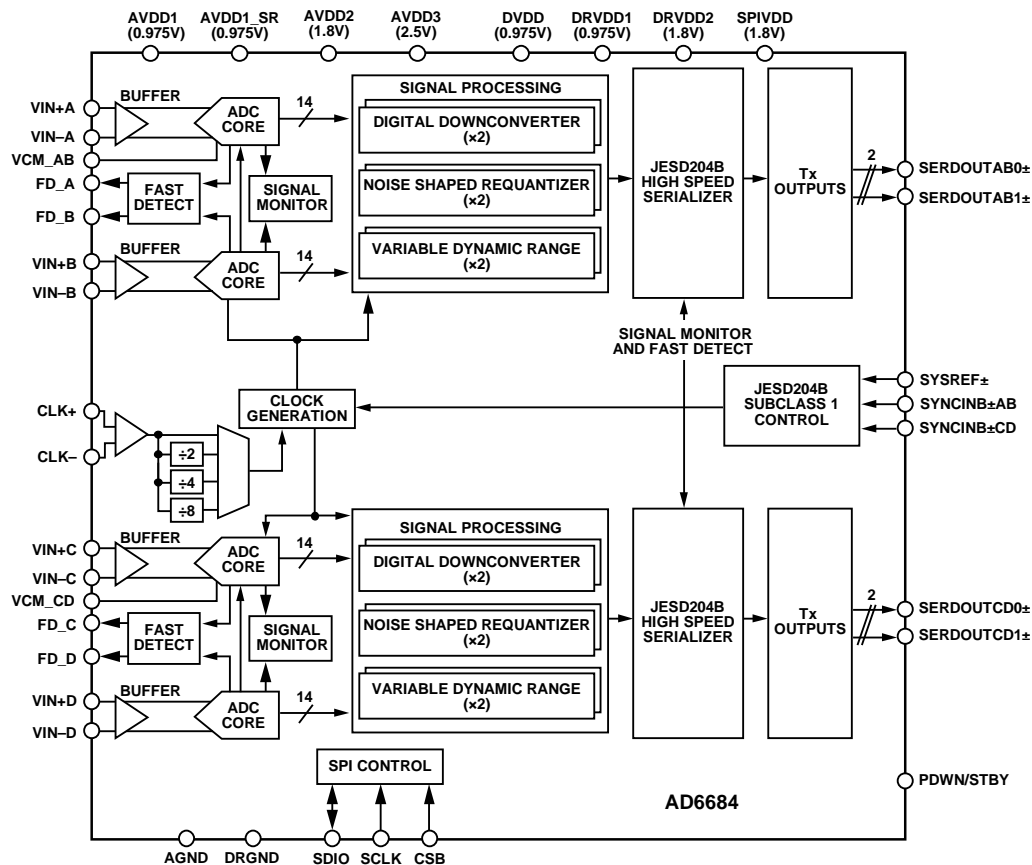 AVDD1
(0.975V)
AVDD1_SR
(0.975V)
AVDD2
(1.8V)
AVDD3
(2.5V)
DVDD
(0.975V)
DRVDD1
(0.975V)
DRVDD2
(1.8V)
SPIVDD
(1.8V)
VIN+A
VIN–A
VCM_AB
FD_A
FD_B
VIN+B
VIN–B
BUFFER
ADC
CORE
14
FAST
DETECT
SIGNAL
MONITOR
BUFFER
ADC
CORE
14
SIGNAL PROCESSING
DIGITAL DOWNCONVERTER
(×2)
NOISE SHAPED REQUANTIZER
(×2)
VARIABLE DYNAMIC RANGE
(×2)
JESD204B
HIGH SPEED
SERIALIZER
Tx
OUTPUTS
2
SERDOUTAB0±
SERDOUTAB1±
SIGNAL MONITOR
AND FAST DETECT
CLK+
CLK–
÷2
÷4
÷8
CLOCK
GENERATION
JESD204B
SUBCLASS 1
CONTROL
SYSREF±
SYNCINB±AB
SYNCINB±CD
VIN+C
VIN–C
VCM_CD
FD_C
FD_D
VIN+D
VIN–D
BUFFER
ADC
CORE
14
FAST
DETECT
SIGNAL
MONITOR
BUFFER
ADC
CORE
14
SIGNAL PROCESSING
DIGITAL DOWNCONVERTER
(×2)
NOISE SHAPED REQUANTIZER
(×2)
VARIABLE DYNAMIC RANGE
(×2)
JESD204B
HIGH SPEED
SERIALIZER
Tx
OUTPUTS
2
SERDOUTCD0±
SERDOUTCD1±
SPI CONTROL
PDWN/STBY
AD6684
AGND
DRGND
SDIO
SCLK
CSB